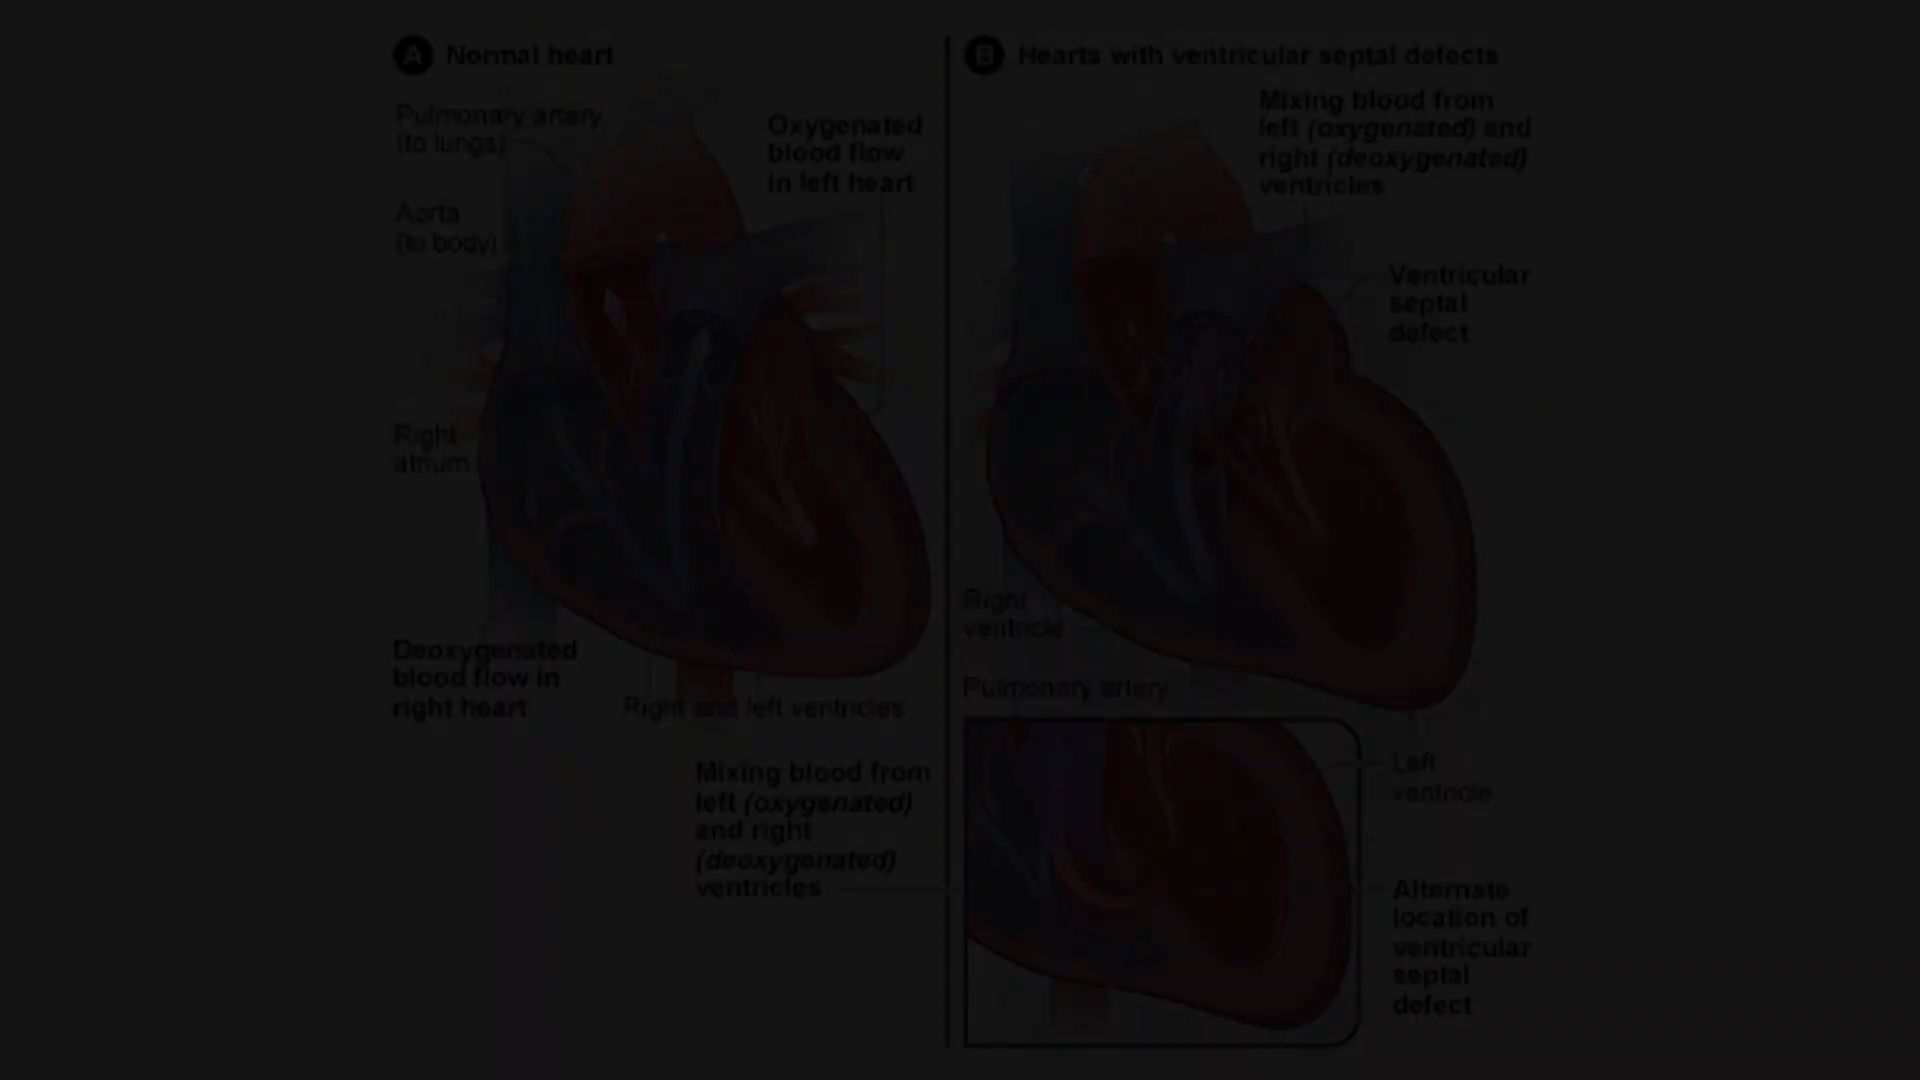 A Normal heart
Pulmonary artery
(to lungs)
Oxygenated
blood flow
in left heart
Aorta
(to body)
Right
atrium
Deoxygenated
blood flow in
right heart
Right and left ventricles
B Hearts with ventricular septal defects
Mixing blood from
left (oxygenated) and
right (deoxygenated)
ventricles
Ventricular
septal
defect
Right
ventricle
Pulmonary artery
Mixing blood from
left (oxygenated)
and right
(deoxygenated)
ventricles
Left
ventricle
Alternate
location of
ventricular
septal
defect